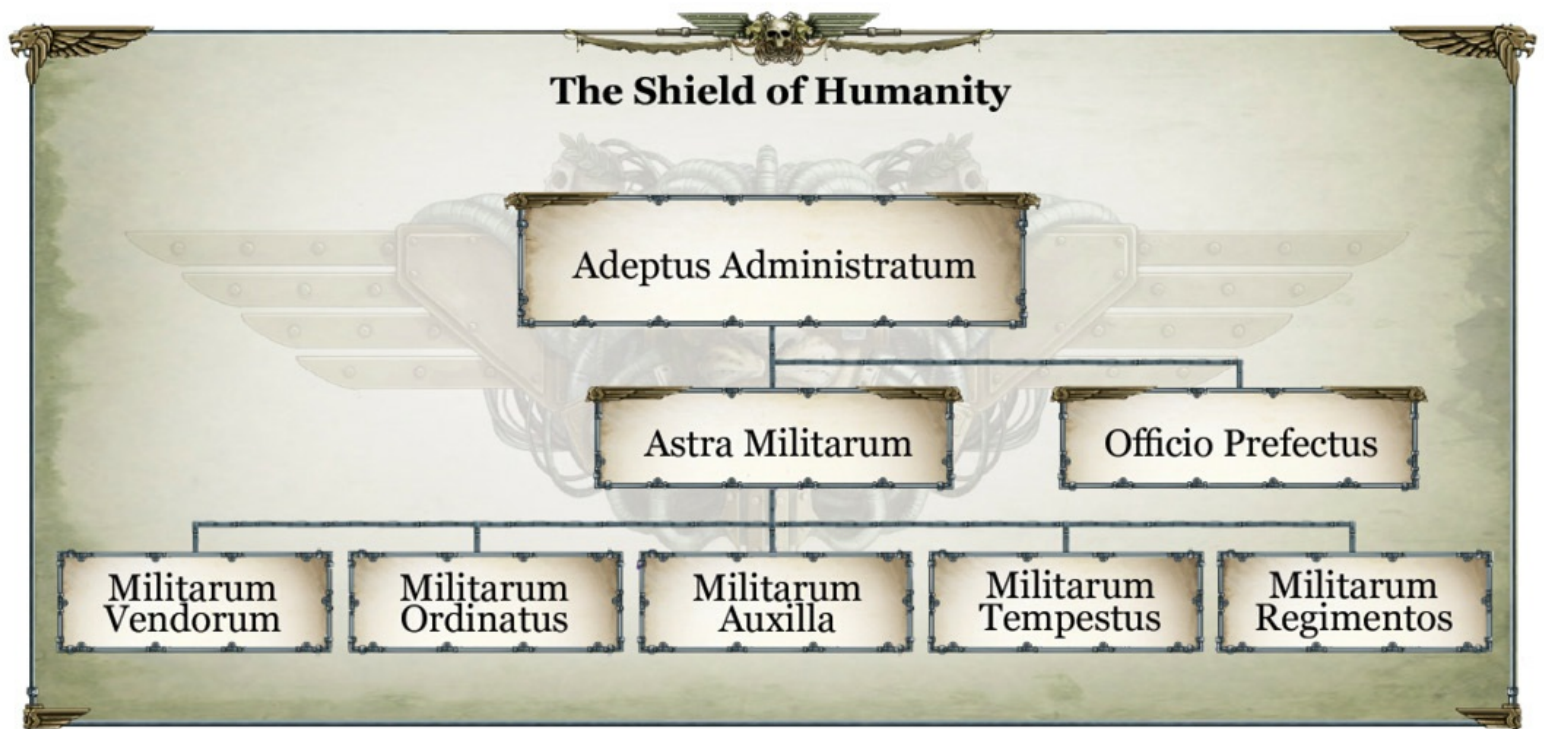 The Shield of Humanity
Adeptus Administratum
Astra Militarum
Officio Prefectus
Militarum
Vendorum
Militarum
Ordinatus
Militarum
Auxilla
Militarum
Tempestus
Militarum
Regimentos